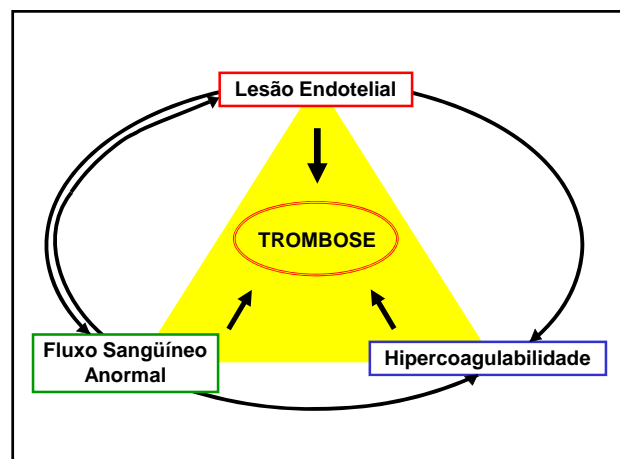 Lesão Endotelial
TROMBOSE
Fluxo Sangüíneo
Anormal
Hipercoagulabilidade